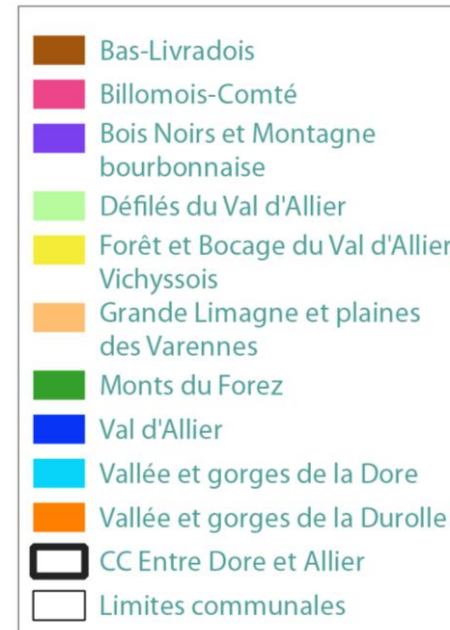 Bas-Livradois
Billomois-Comté
Bois Noirs et Montagne
bourbonnaise
Défilés du Val d'Allier
Forêt et Bocage du Val d'Allier
Vichyssois
Grande Limagne et plaines
des Varennes
Monts du Forez
Val d'Allier
Vallée et gorges de la Dore
Vallée et gorges de la Durolle
CC Entre Dore et Allier
Limites communales